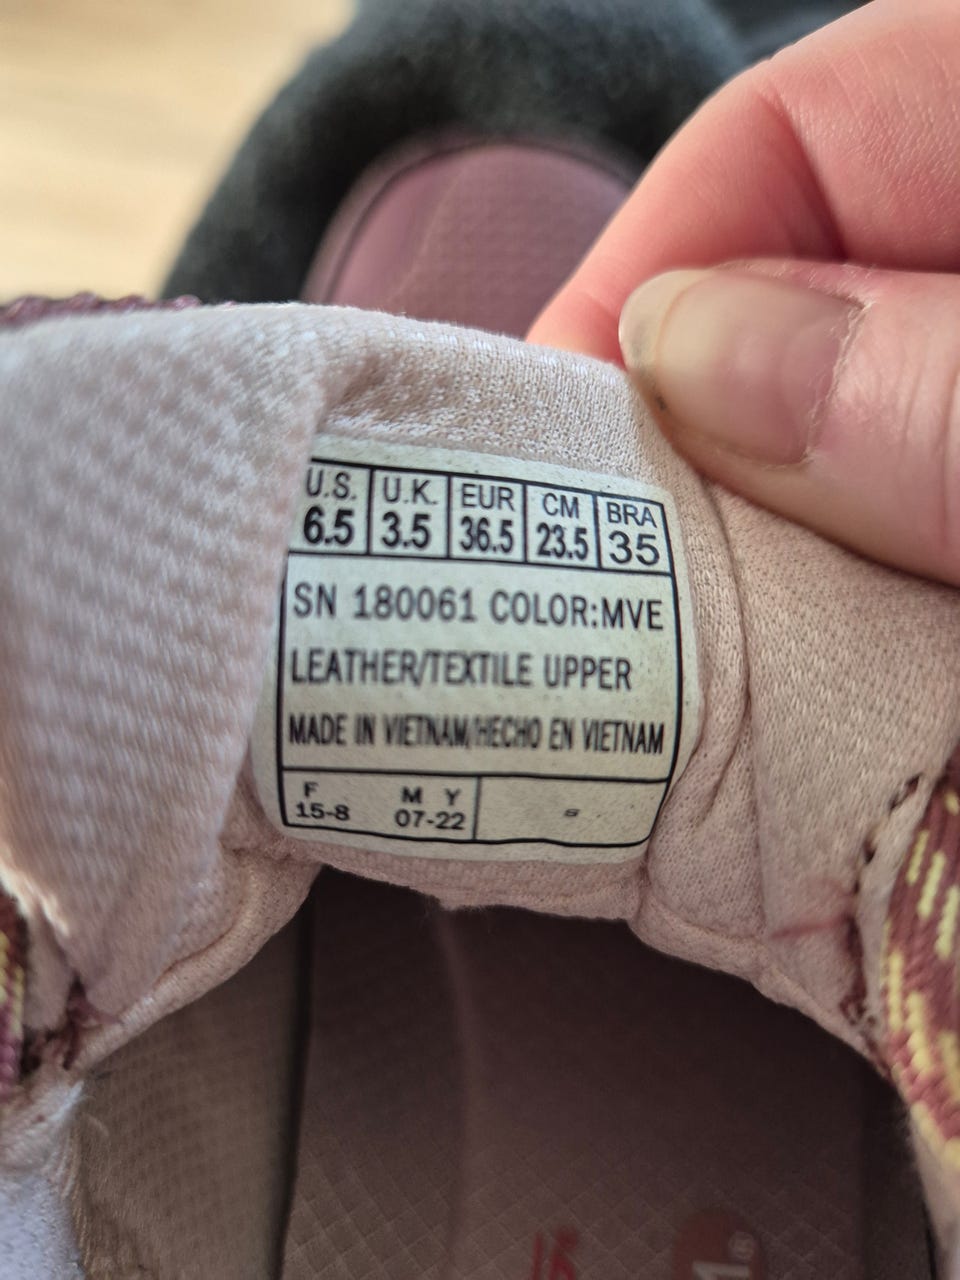 U.S. U.K. EUR CM BRA
6.5 3.5 36.5 23.5 35
SN 180061 COLOR:MVE
LEATHER/TEXTILE UPPER
MADE IN VIETNAM/HECHO EN VIETNAM
F M Y
15-8 07-22